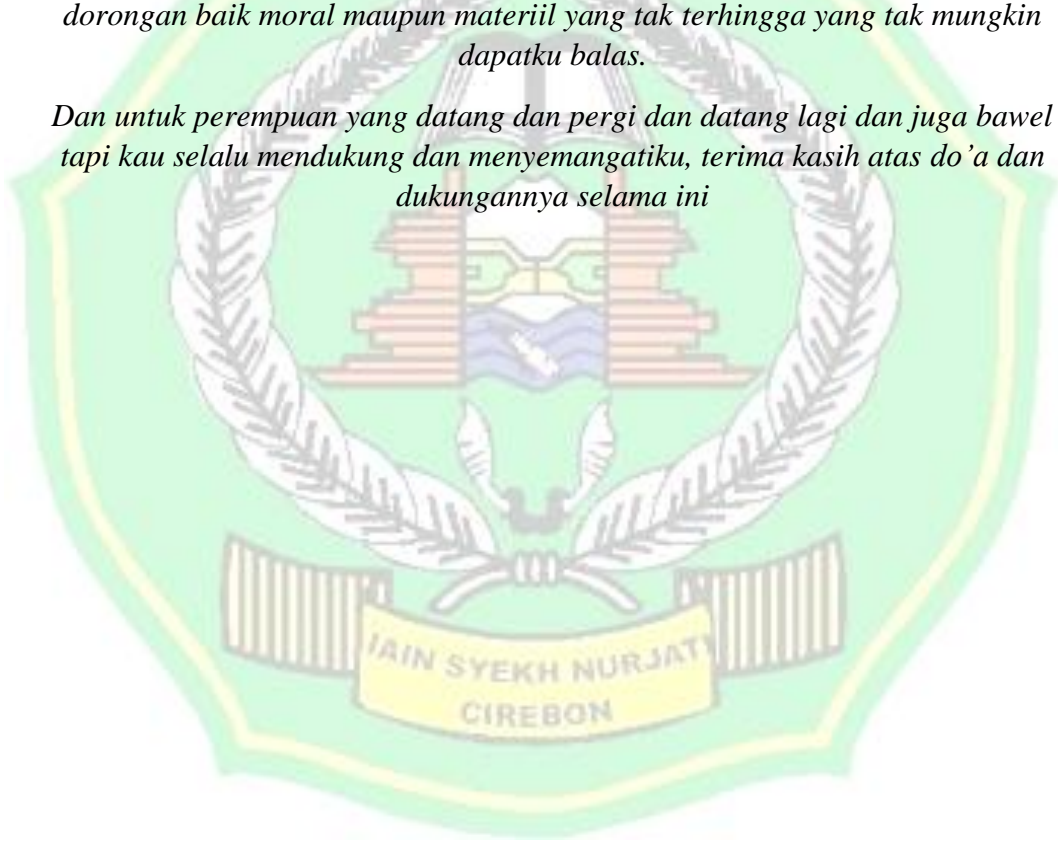 dorongan baik moral maupun materiil yang tak terhingga yang tak mungkin
dapatku balas.
Dan untuk perempuan yang datang dan pergi dan datang lagi dan juga bawel
tapi kau selalu mendukung dan menyemangatiku, terima kasih atas do’a dan
dukungannya selama ini
IAIN SYEKH NURJATI
CIREBON